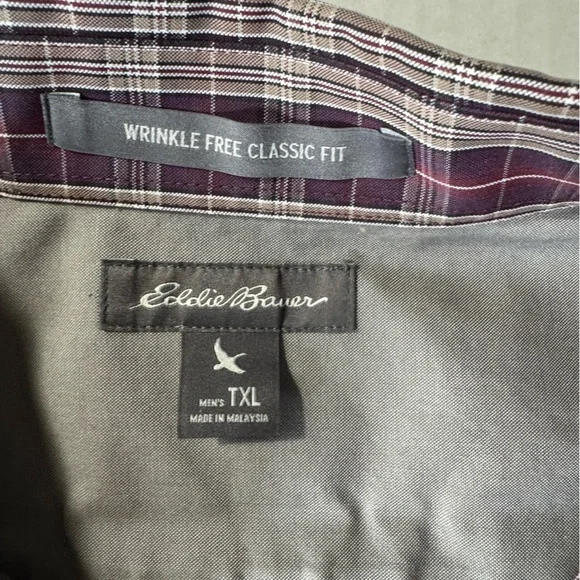 WRINKLE FREE CLASSIC FIT
Eddie Bauer
MEN'S TXL
MADE IN MALAYSIA